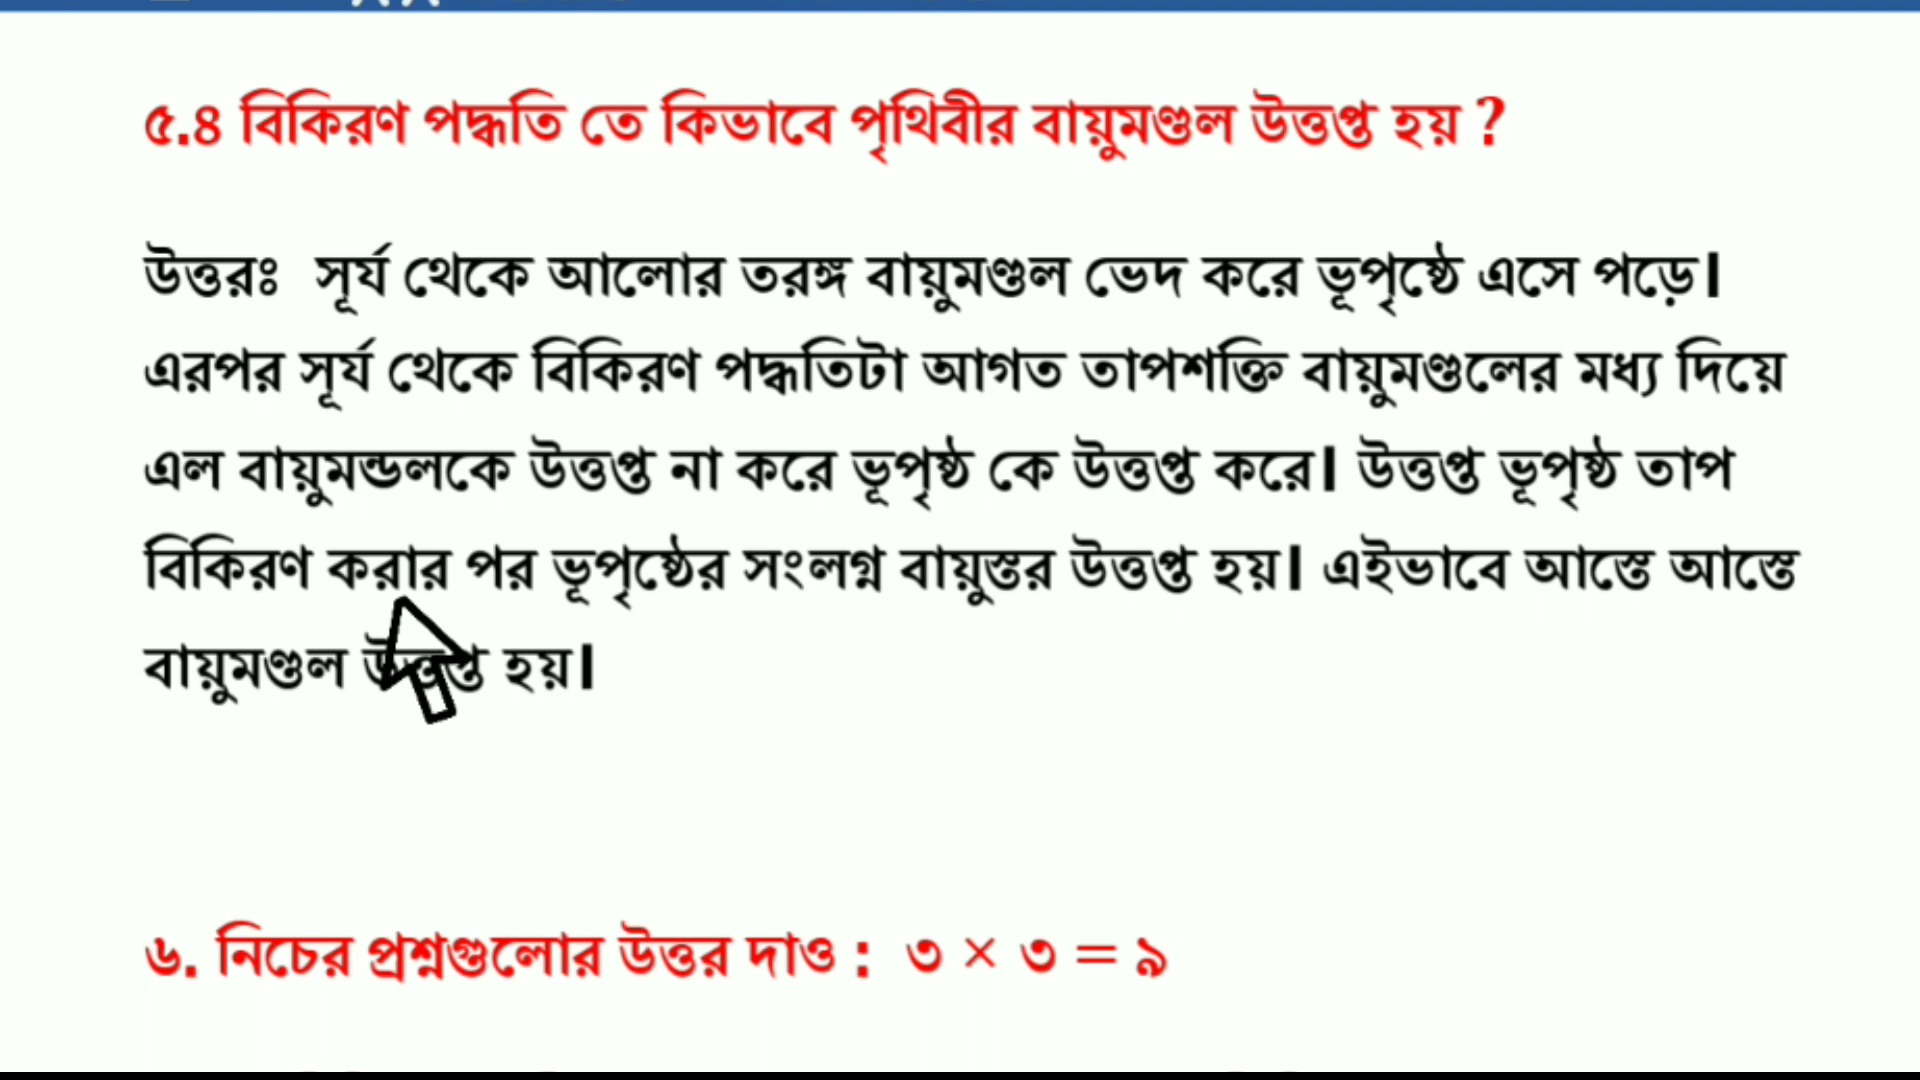 ৫.৪ বিকিরণ পদ্ধতি তে কিভাবে পৃথিবীর বায়ুমণ্ডল উত্তপ্ত হয় ?
উত্তরঃ সূর্য থেকে আলোর তরঙ্গ বায়ুমণ্ডল ভেদ করে ভূপৃষ্ঠে এসে পড়ে।
এরপর সূর্য থেকে বিকিরণ পদ্ধতিটা আগত তাপশক্তি বায়ুমণ্ডলের মধ্য দিয়ে
এল বায়ুমন্ডলকে উত্তপ্ত না করে ভূপৃষ্ঠ কে উত্তপ্ত করে। উত্তপ্ত ভূপৃষ্ঠ তাপ
বিকিরণ করার পর ভূপৃষ্ঠের সংলগ্ন বায়ুস্তর উত্তপ্ত হয়। এইভাবে আস্তে আস্তে
বায়ুমণ্ডল উত্তপ্ত হয়।
৬. নিচের প্রশ্নগুলোর উত্তর দাও : ৩ × ৩ = ৯